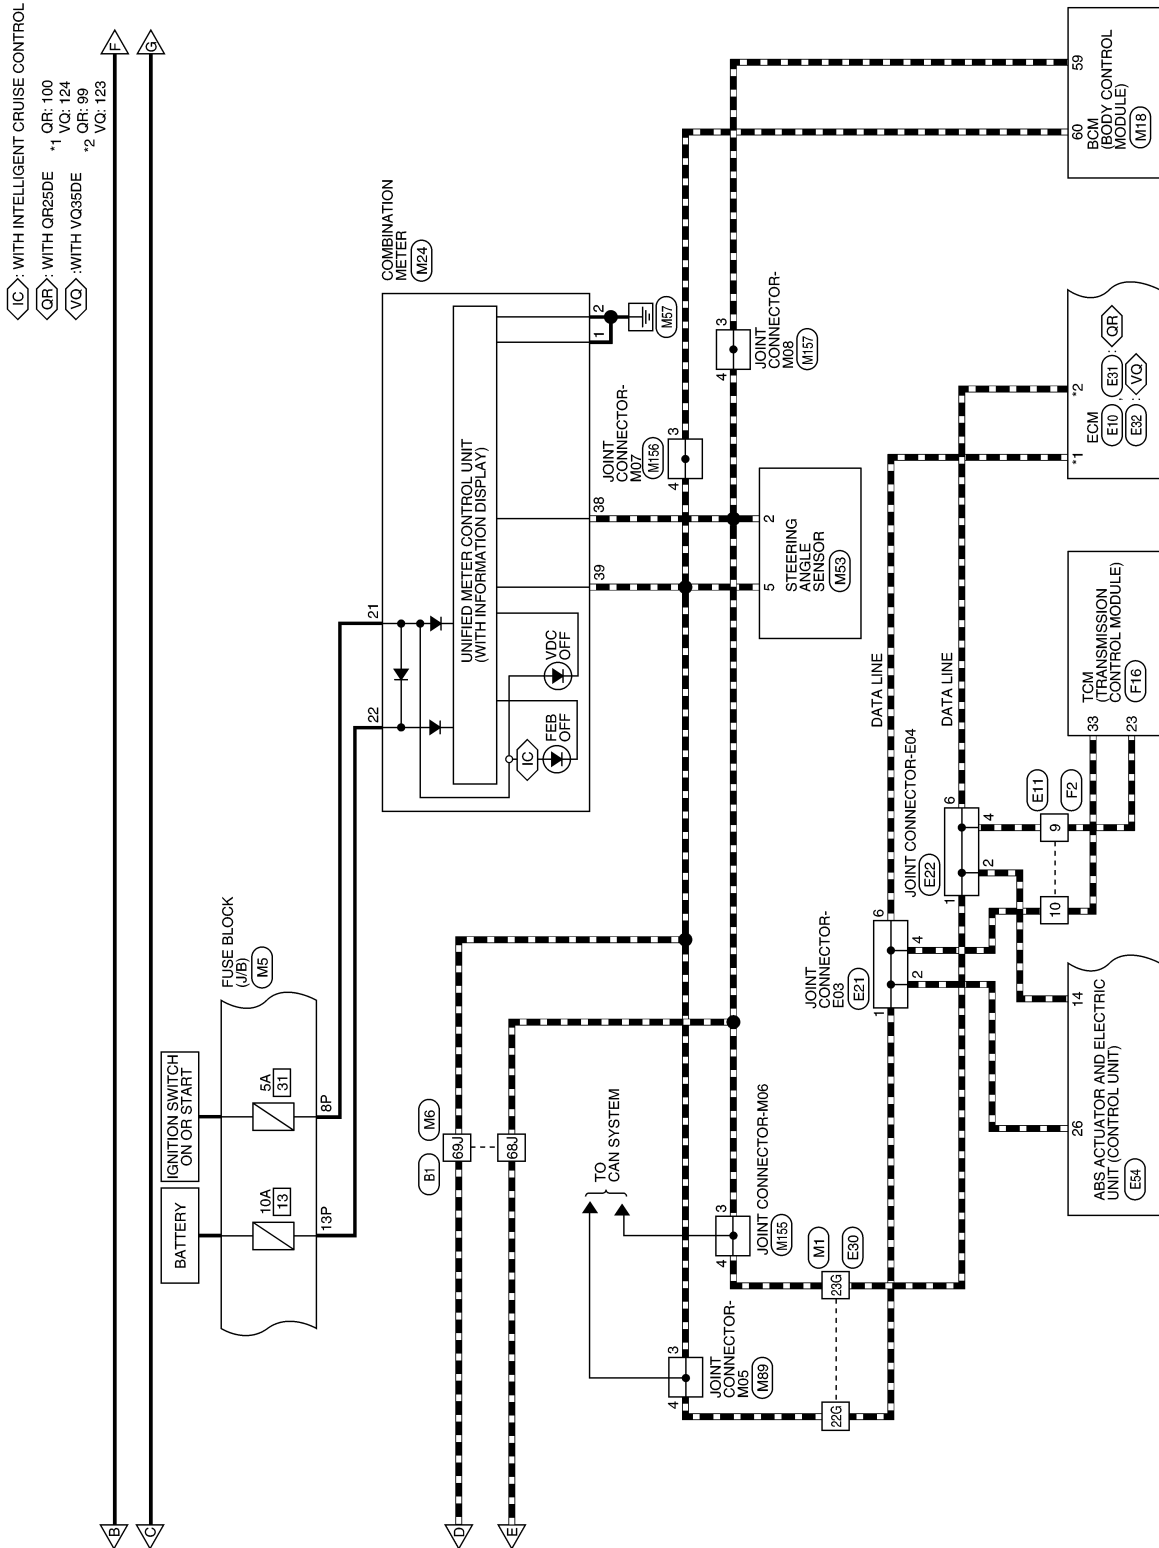 IC : WITH INTELLIGENT CRUISE CONTROL
QR : WITH QR25DE
VQ :WITH VQ35DE
*1 QR: 100
VQ: 124
*2 QR: 99
VQ: 123
B
F
C
G
BATTERY
IGNITION SWITCH
ON OR START
FUSE BLOCK
(J/B)
M5
10A
13
5A
31
13P
8P
COMBINATION
METER
M24
22
21
UNIFIED METER CONTROL UNIT
(WITH INFORMATION DISPLAY)
IC
FEB
OFF
VDC
OFF
39
38
1
2
M57
D
E
B1
M6
69J
68J
TO
CAN SYSTEM
4
3
JOINT
CONNECTOR-
M05
M89
4
3
JOINT CONNECTOR-M06
M155
JOINT
CONNECTOR-
M07
M156
4
3
4
3
JOINT
CONNECTOR-
M08
M157
5
2
STEERING
ANGLE
SENSOR
M53
22G
23G
M1
E30
JOINT
CONNECTOR-
E03
E21
1
6
2
4
JOINT CONNECTOR-E04
E22
1
6
2
4
DATA LINE
DATA LINE
10
9
E11
F2
26
14
ABS ACTUATOR AND ELECTRIC
UNIT (CONTROL UNIT)
E54
33
23
TCM
(TRANSMISSION
CONTROL MODULE)
F16
*1
*2
ECM
E10 , E31 : QR
E32 : VQ
60
59
BCM
(BODY CONTROL
MODULE)
M18